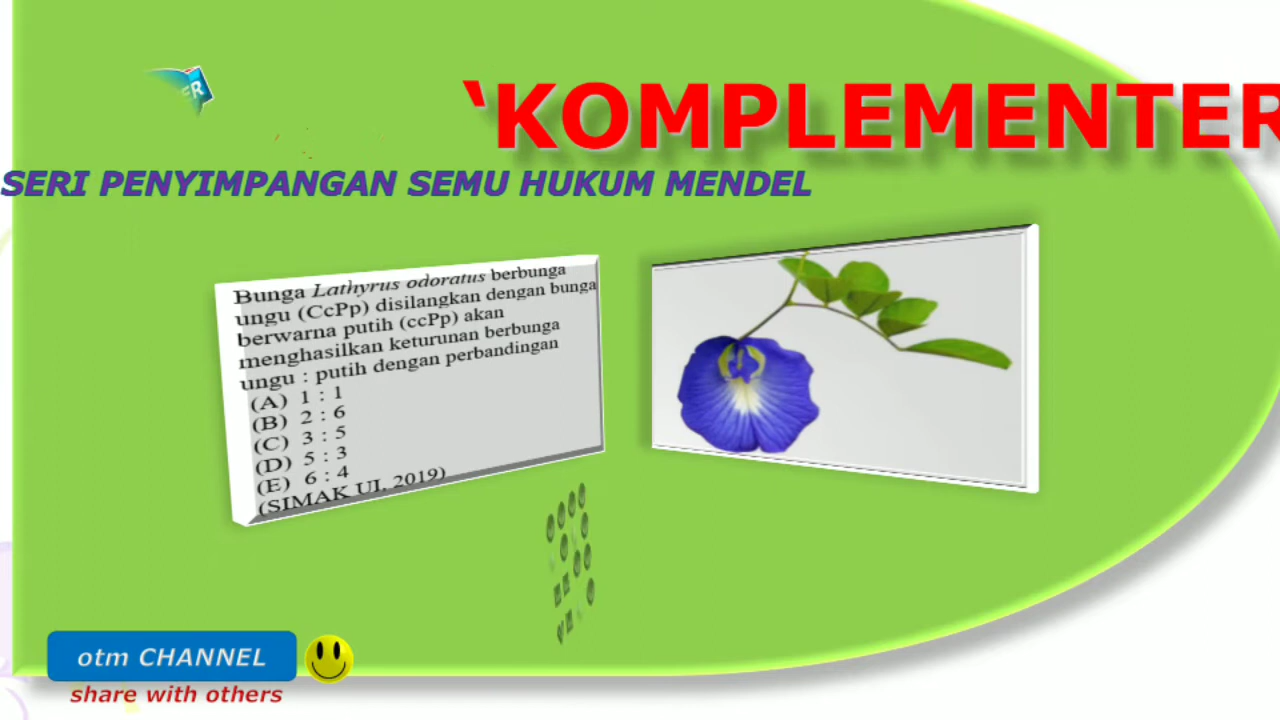 ‘KOMPLEMENTER
SERI PENYIMPANGAN SEMU HUKUM MENDEL
Bunga Lathyrus odoratus berbunga
ungu (CcPp) disilangkan dengan bunga
berwarna putih (ccPp) akan
menghasilkan keturunan berbunga
ungu : putih dengan perbandingan
(A) 1 : 1
(B) 2 : 6
(C) 3 : 5
(D) 5 : 3
(E) 6 : 4
(SIMAK UI, 2019)
otm CHANNEL
share with others